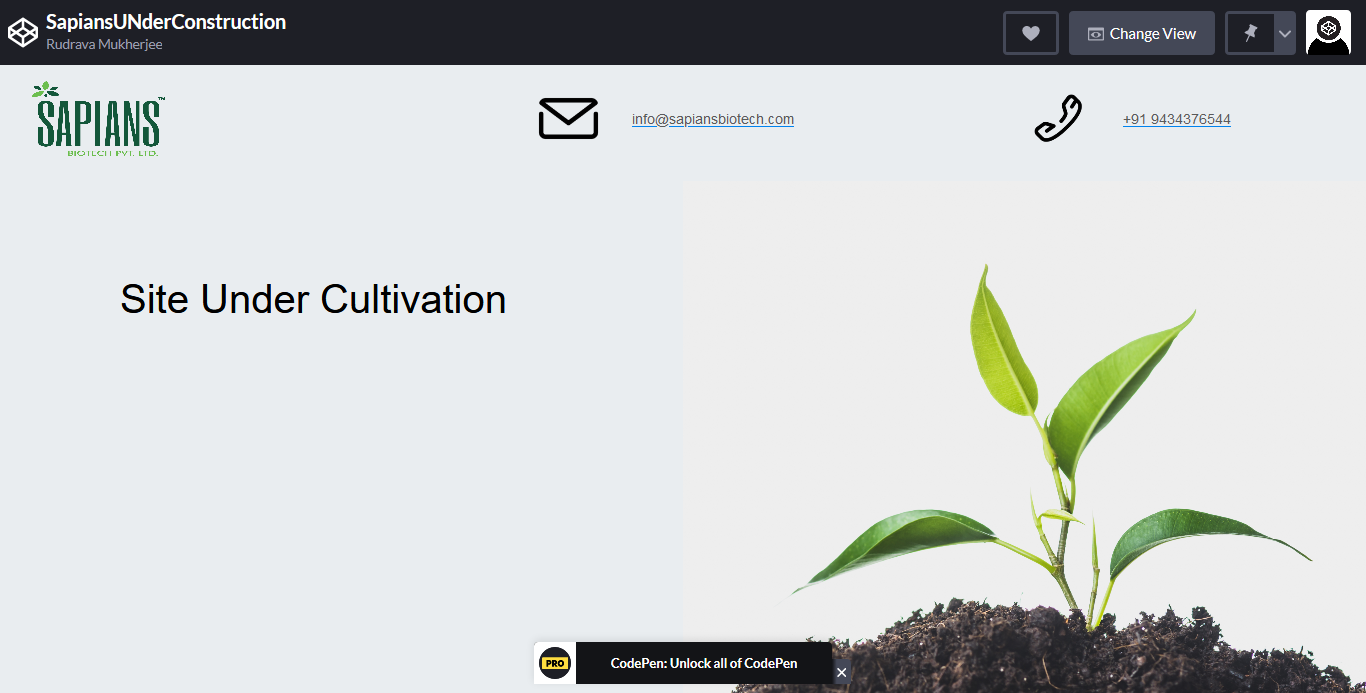 SapiansUNderConstruction
Rudrava Mukherjee
Change View
SAPIANS™
BIOTECH PVT. LTD.
info@sapiansbiotech.com
+91 9434376544
Site Under Cultivation
PRO
CodePen: Unlock all of CodePen